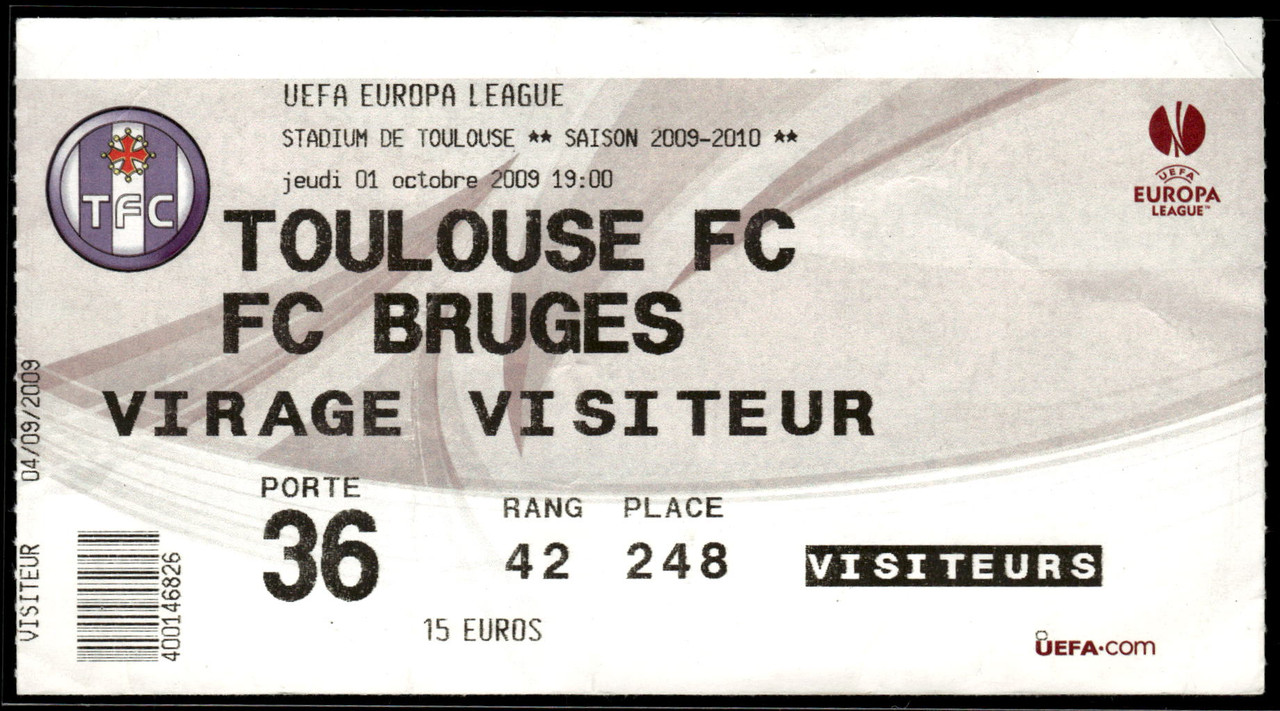 UEFA EUROPA LEAGUE
STADIUM DE TOULOUSE ** SAISON 2009-2010 **
jeudi 01 octobre 2009 19:00
TFC
UEFA
EUROPA
LEAGUE™
TOULOUSE FC
FC BRUGES
VIRAGE VISITEUR
PORTE
36
RANG PLACE
42 248
VISITEURS
15 EUROS
UEFA·com
VISITEUR 04/09/2009
400146826